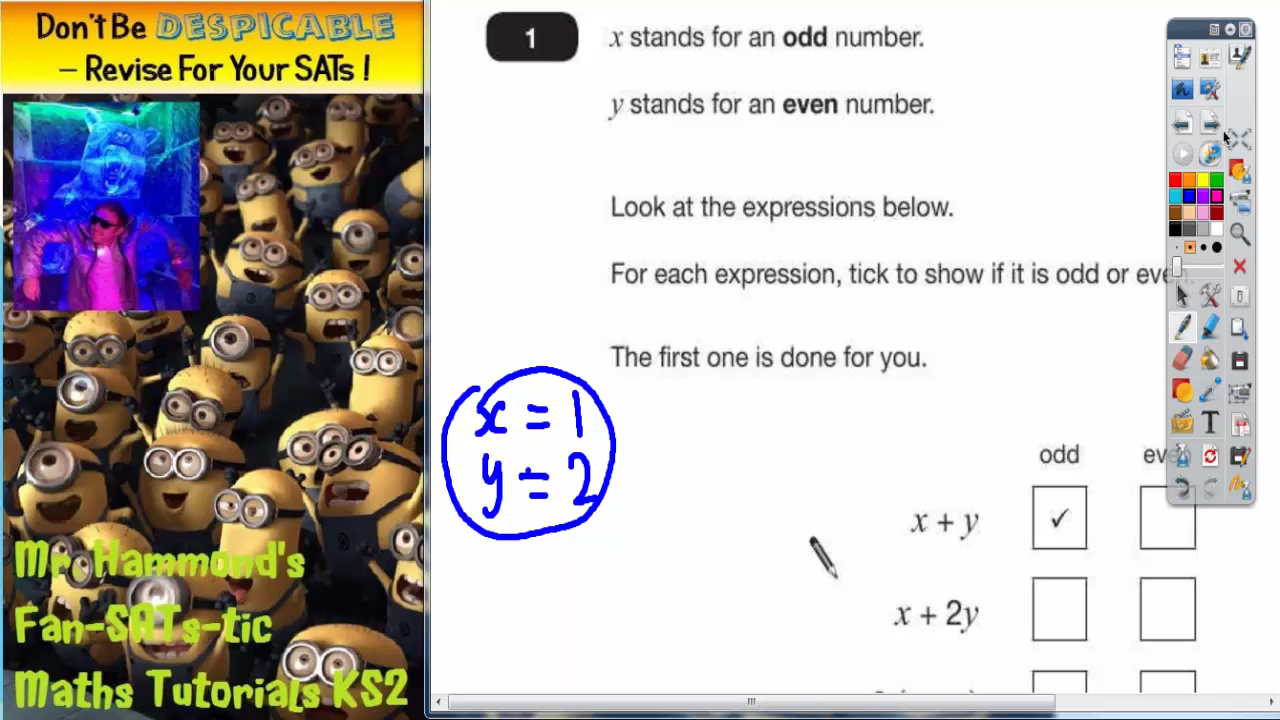 Don't Be DESPICABLE
– Revise For Your SATs !
Mr. Hammond's
Fan-SATs-tic
Maths Tutorials KS2
1
x stands for an odd number.
y stands for an even number.
Look at the expressions below.
For each expression, tick to show if it is odd or even.
The first one is done for you.
x = 1
y = 2
odd even
x + y ✓
x + 2y